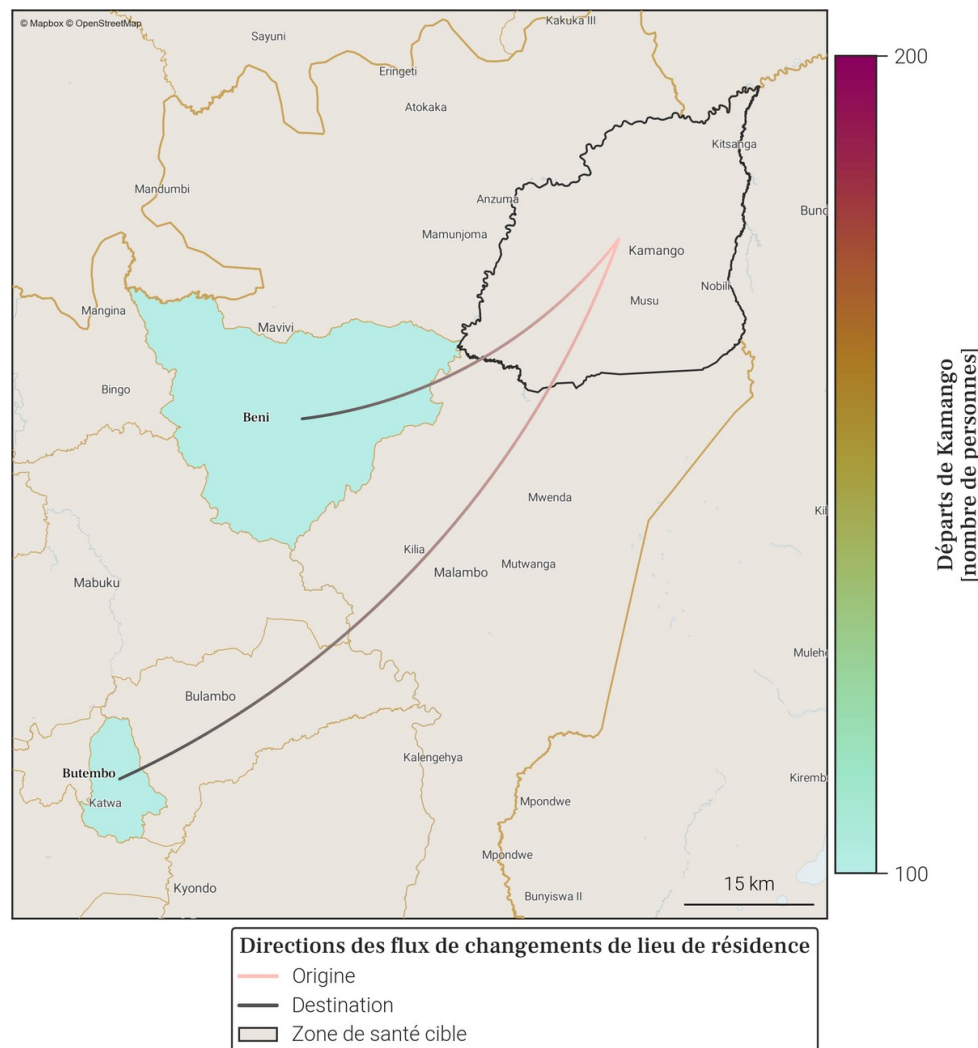 © Mapbox © OpenStreetMap
Kakuka III
Sayuni
Eringeti
Atokaka
Kitsanga
Mandumbi
Anzuma
Mamunjoma
Kamango
Nobili
Musu
Mangina
Mavivi
Bingo
Beni
Mwenda
Kilia
Malambo
Mutwanga
Mabuku
Bulambo
Kalengehya
Butembo
Katwa
Mpondwe
Mpondwe
Kyondo
Bunyiswa II
15 km
200
100
Départs de Kamango
[nombre de personnes]
Directions des flux de changements de lieu de résidence
Origine
Destination
Zone de santé cible